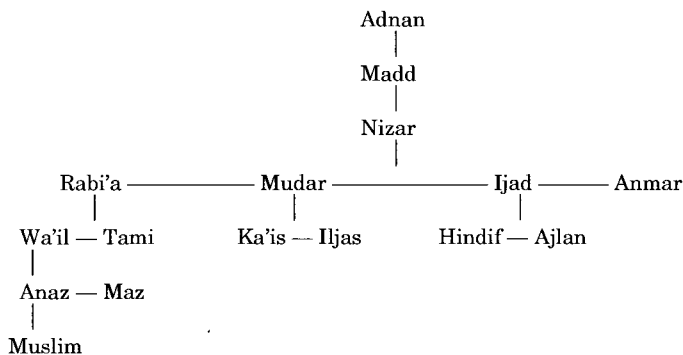 Adnan
Madd
Nizar
Rabi'a Mudar Ijad Anmar
Wa'il — Tami Ka'is — Iljas Hindif — Ajlan
Anaz — Maz
Muslim